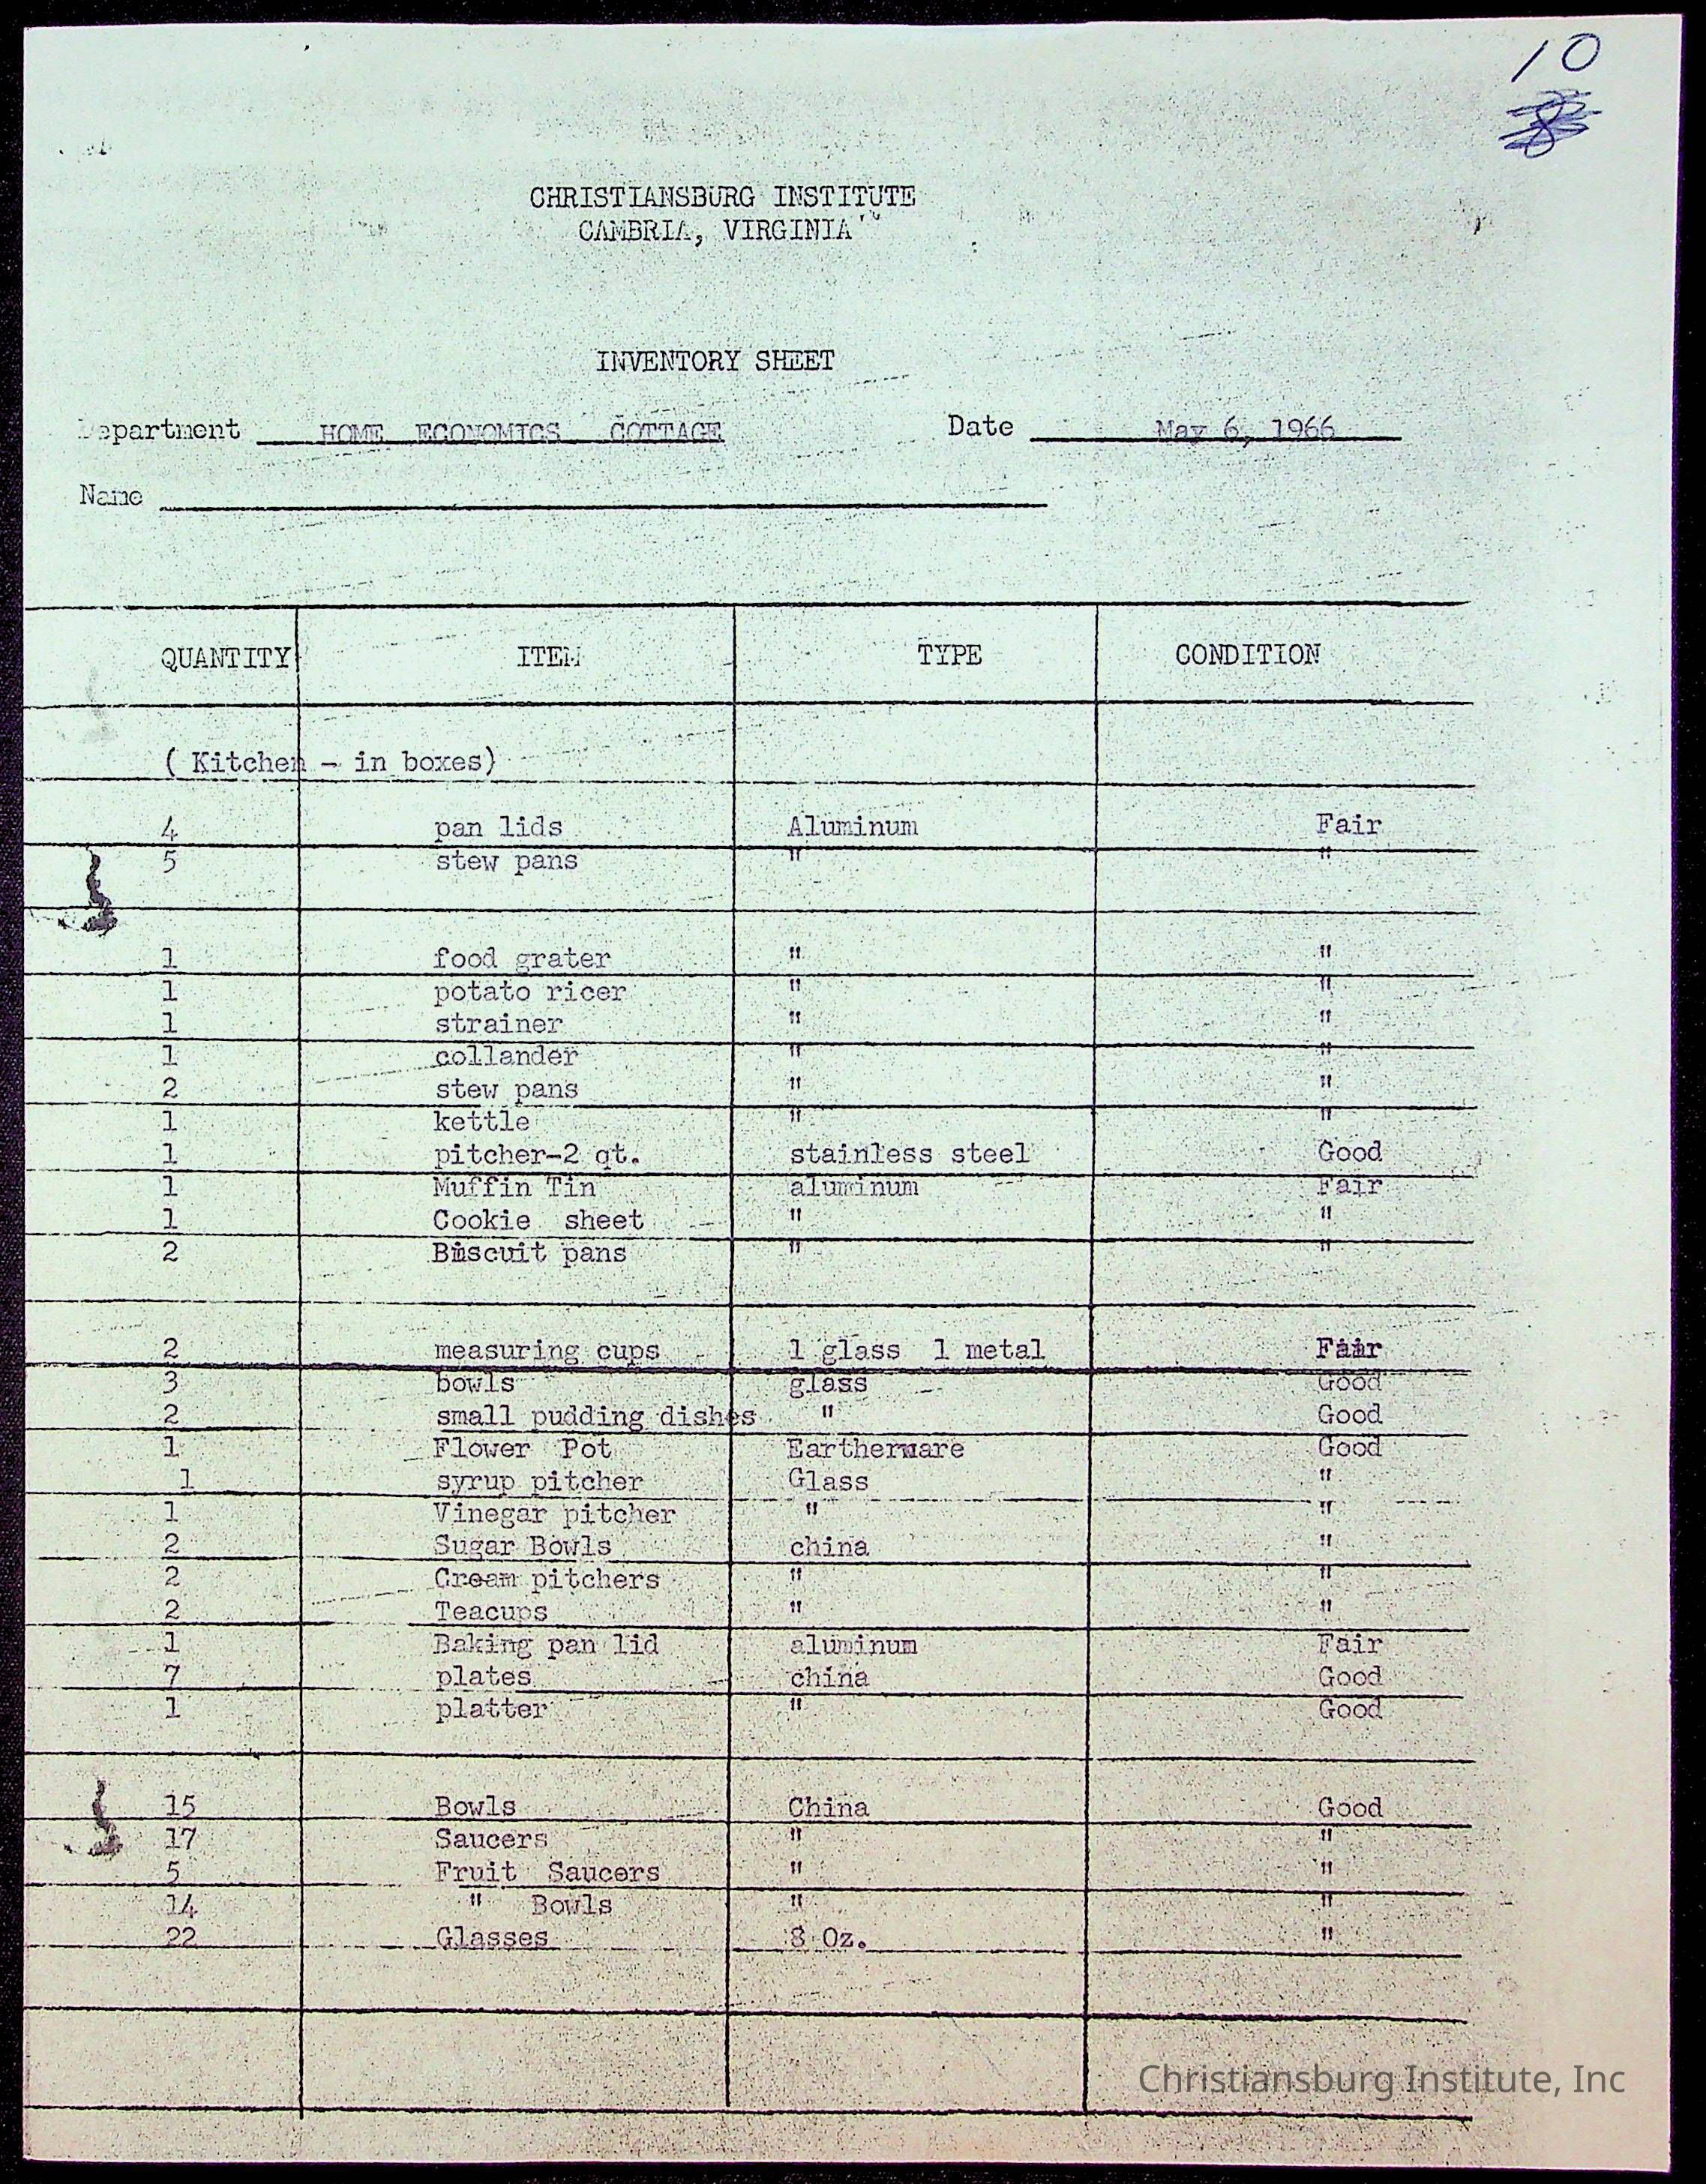 10
8
CHRISTIANSBURG INSTITUTE
CAMBRIA, VIRGINIA
INVENTORY SHEET
Department HOME ECONOMICS COTTAGE Date May 6, 1966
Name
QUANTITY ITEM TYPE CONDITION
( Kitchen - in boxes)
4 pan lids Aluminum Fair
5 stew pans " "
1 food grater " "
1 potato ricer " "
1 strainer " "
1 collander " "
2 stew pans " "
1 kettle " "
1 pitcher-2 qt. stainless steel Good
1 Muffin Tin aluminum Fair
1 Cookie sheet " "
2 Biscuit pans " "
2 measuring cups 1 glass 1 metal Fair
3 bowls glass Good
2 small pudding dishes " Good
1 Flower Pot Earthenware Good
1 syrup pitcher Glass "
1 Vinegar pitcher " "
2 Sugar Bowls china "
2 Cream pitchers " "
2 Teacups " "
1 Baking pan lid aluminum Fair
7 plates china Good
1 platter " Good
15 Bowls China Good
17 Saucers " "
5 Fruit Saucers " "
14 " Bowls " "
22 Glasses 8 Oz. "
Christiansburg Institute, Inc